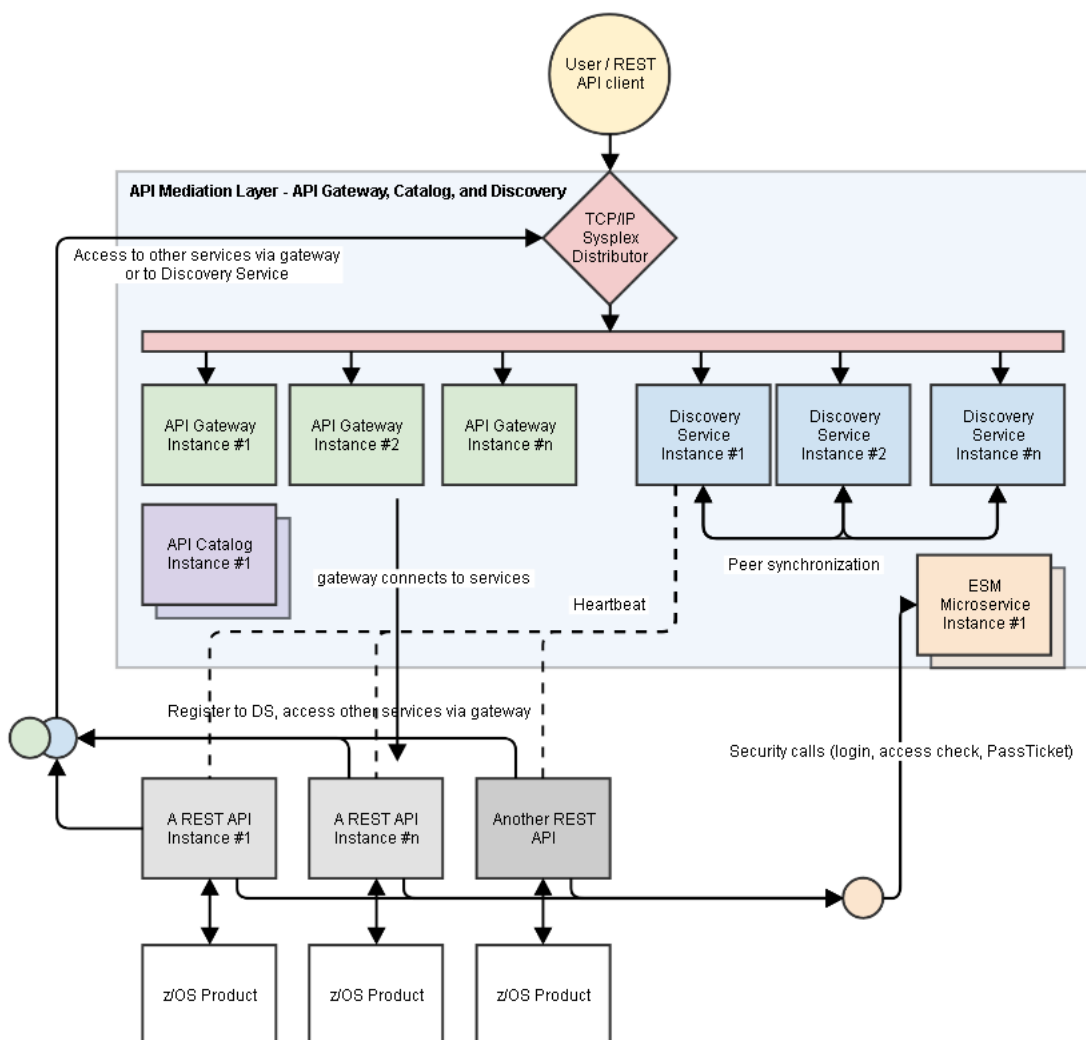 User / REST
API client
API Mediation Layer - API Gateway, Catalog, and Discovery
TCP/IP
Sysplex
Distributor
Access to other services via gateway
or to Discovery Service
API Gateway
Instance #1
API Gateway
Instance #2
API Gateway
Instance #n
Discovery
Service
Instance #1
Discovery
Service
Instance #2
Discovery
Service
Instance #n
API Catalog
Instance #1
gateway connects to services
Peer synchronization
Heartbeat
ESM
Microservice
Instance #1
Register to DS, access other services via gateway
Security calls (login, access check, PassTicket)
A REST API
Instance #1
A REST API
Instance #n
Another REST
API
z/OS Product
z/OS Product
z/OS Product